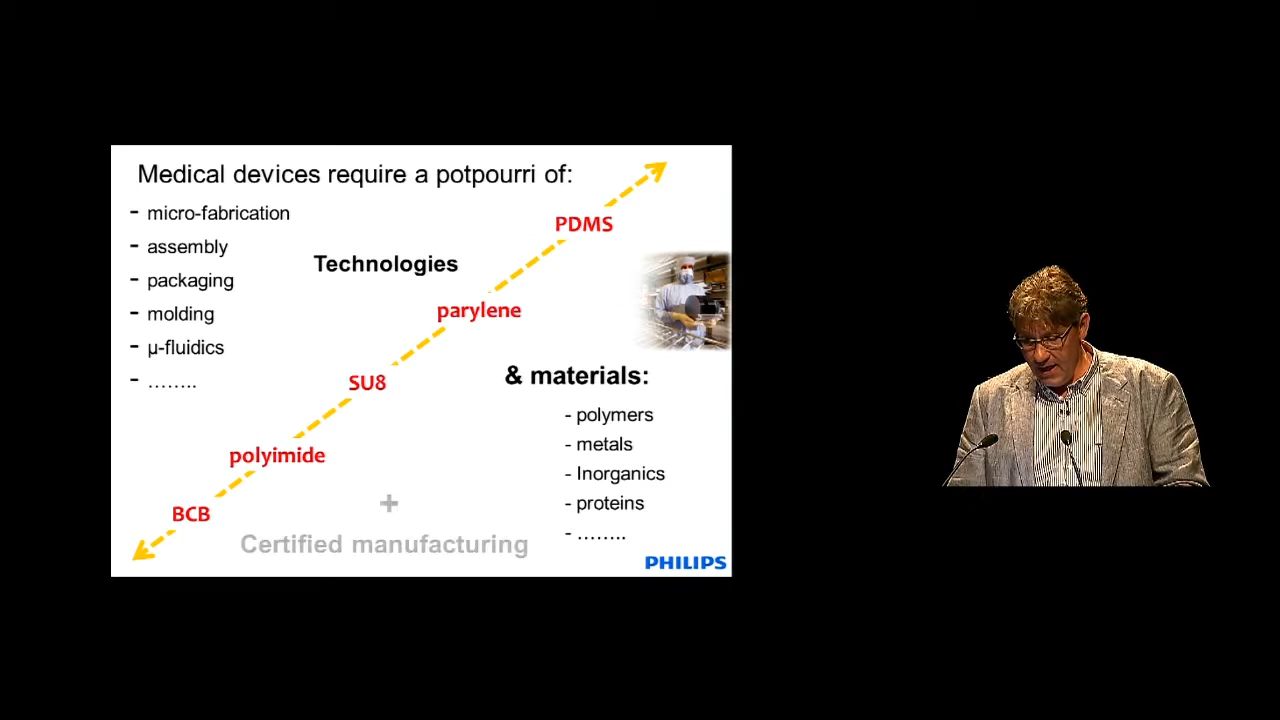 Medical devices require a potpourri of:
- micro-fabrication
- assembly
- packaging
- molding
- µ-fluidics
- ……..
Technologies
PDMS
parylene
SU8
polyimide
BCB
& materials:
- polymers
- metals
- Inorganics
- proteins
- ……..
+
Certified manufacturing
PHILIPS